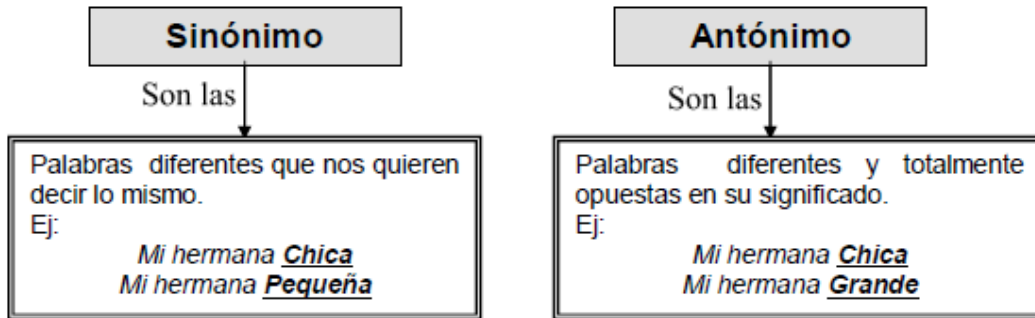 Sinónimo
Son las
Palabras diferentes que nos quieren
decir lo mismo.
Ej:
Mi hermana Chica
Mi hermana Pequeña
Antónimo
Son las
Palabras diferentes y totalmente
opuestas en su significado.
Ej:
Mi hermana Chica
Mi hermana Grande